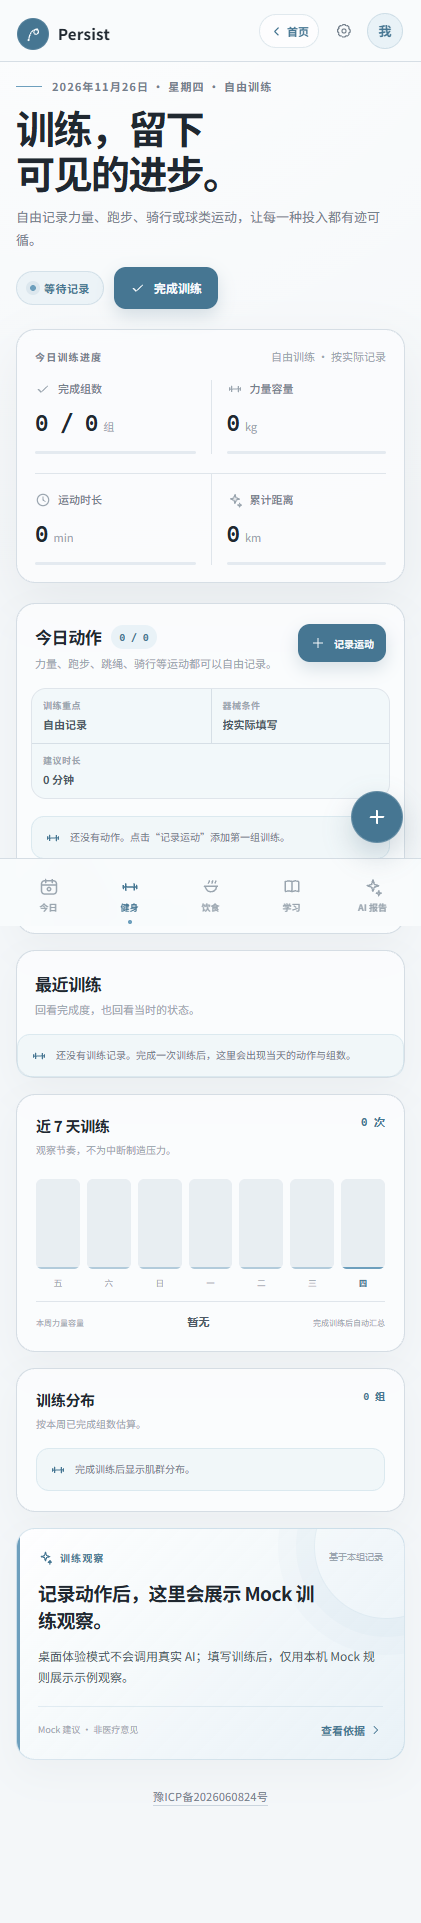 Persist
首页
我
2026年11月26日 · 星期四 · 自由训练
训练，留下
可见的进步。
自由记录力量、跑步、骑行或球类运动，让每一种投入都有迹可
循。
等待记录
完成训练
今日训练进度
自由训练 · 按实际记录
完成组数
力量容量
0 / 0 组
0 kg
运动时长
累计距离
0 min
0 km
今日动作
0 / 0
记录运动
力量、跑步、跳绳、骑行等运动都可以自由记录。
训练重点
器械条件
自由记录
按实际填写
建议时长
0 分钟
还没有动作。点击“记录运动”添加第一组训练。
今日
健身
饮食
学习
AI 报告
最近训练
回看完成度，也回看当时的状态。
还没有训练记录。完成一次训练后，这里会出现当天的动作与组数。
近 7 天训练
0 次
观察节奏，不为中断制造压力。
五
六
日
一
二
三
四
本周力量容量
暂无
完成训练后自动汇总
训练分布
0 组
按本周已完成组数估算。
完成训练后显示肌群分布。
训练观察
基于本组记录
记录动作后，这里会展示 Mock 训
练观察。
桌面体验模式不会调用真实 AI；填写训练后，仅用本机 Mock 规
则展示示例观察。
Mock 建议 · 非医疗意见
查看依据
豫ICP备2026060824号